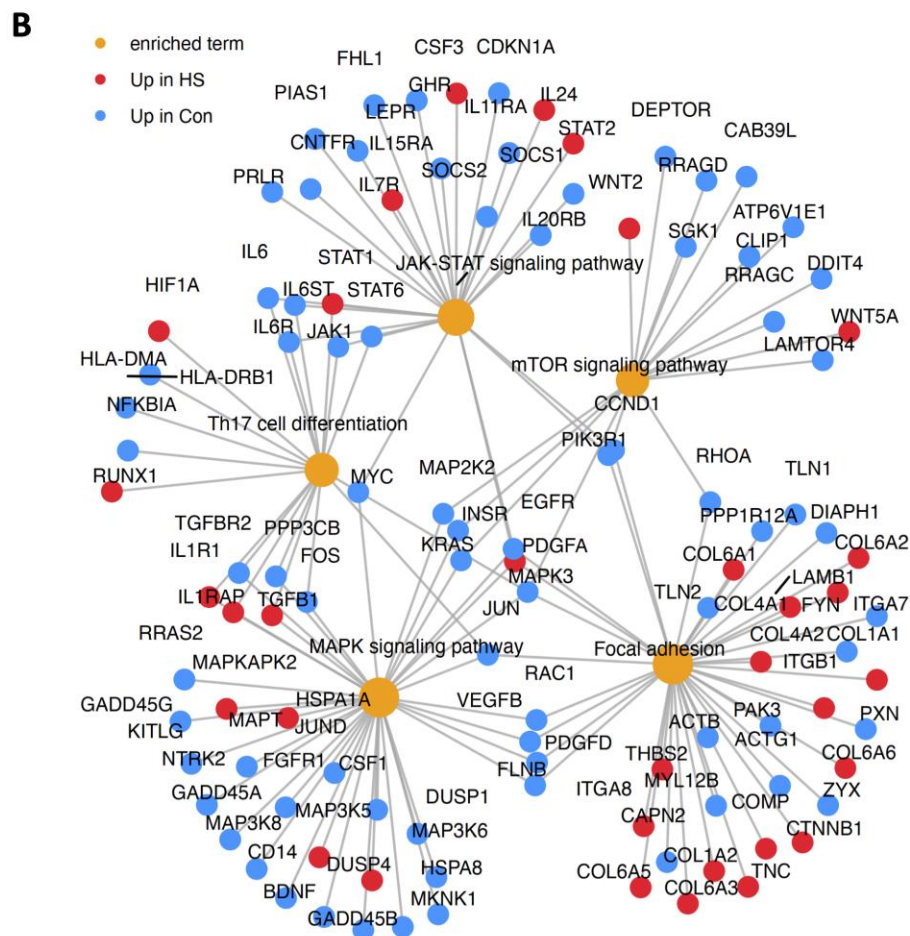 B
enriched term
Up in HS
Up in Con
FHL1
CSF3
CDKN1A
PIAS1
GHR
LEPR
IL11RA
IL24
CNTFR
IL15RA
STAT2
SOCS1
SOCS2
PRLR
IL7R
WNT2
IL20RB
DEPTOR
CAB39L
RRAGD
SGK1
ATP6V1E1
CLIP1
RRAGC
DDIT4
WNT5A
LAMTOR4
IL6
STAT1
JAK-STAT signaling pathway
HIF1A
IL6ST
STAT6
IL6R
JAK1
HLA-DMA
HLA-DRB1
NFKBIA
mTOR signaling pathway
CCND1
Th17 cell differentiation
PIK3R1
RUNX1
MYC
MAP2K2
RHOA
TLN1
TGFBR2
PPP3CB
INSR
EGFR
PPP1R12A
DIAPH1
IL1R1
FOS
KRAS
PDGFA
COL6A1
COL6A2
MAPK3
LAMB1
IL1RAP
TGFB1
JUN
TLN2
COL4A1
FYN
ITGA7
RRAS2
MAPK signaling pathway
Focal adhesion
COL4A2
COL1A1
MAPKAPK2
RAC1
ITGB1
GADD45G
HSPA1A
VEGFB
KITLG
MAPT
JUND
ACTB
PAK3
PXN
ACTG1
NTRK2
FGFR1
CSF1
PDGFD
FLNB
THBS2
COL6A6
GADD45A
ITGA8
MYL12B
ZYX
MAP3K5
DUSP1
COMP
MAP3K8
MAP3K6
CAPN2
CTNNB1
CD14
DUSP4
HSPA8
COL1A2
COL6A5
TNC
BDNF
MKNK1
COL6A3
GADD45B